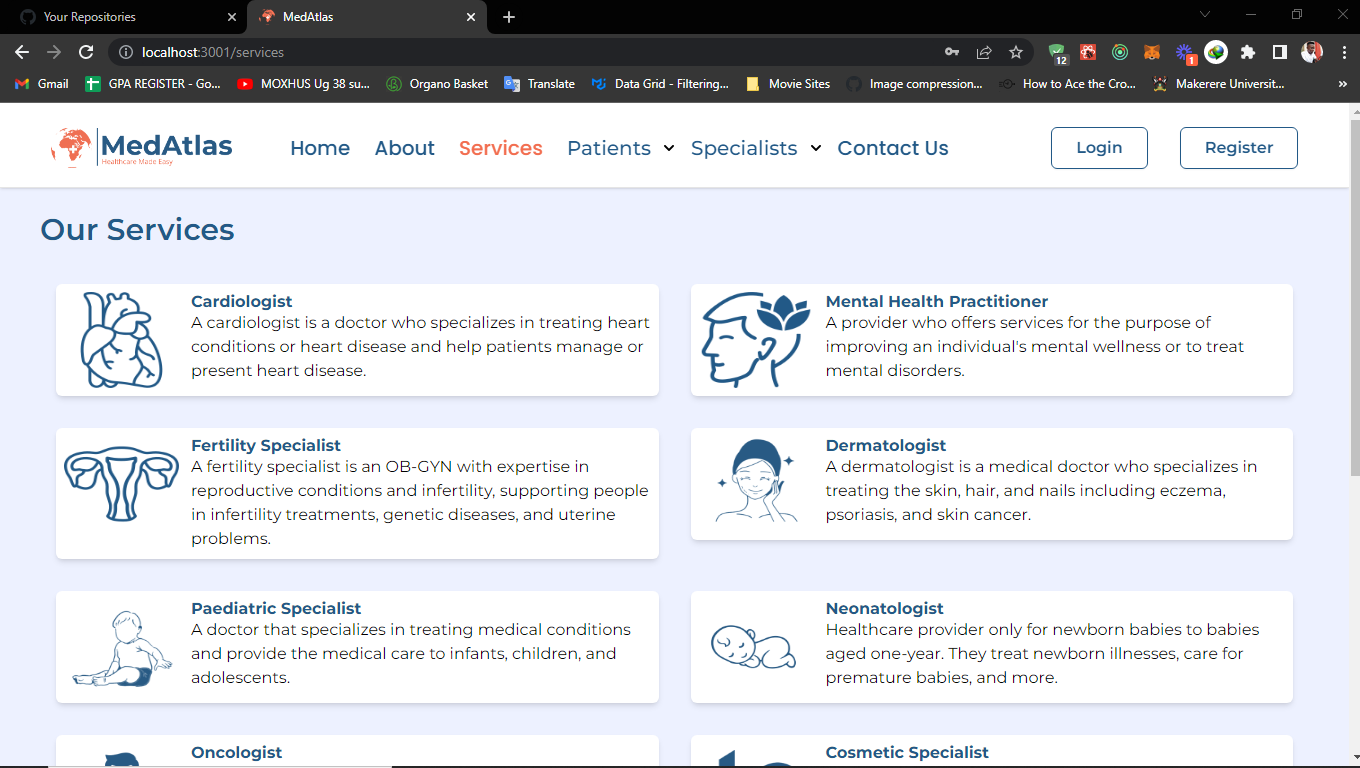 Your Repositories
MedAtlas
localhost:3001/services
12
1
Gmail
GPA REGISTER - Go...
MOXHUS Ug 38 su...
Organo Basket
Translate
Data Grid - Filtering...
Movie Sites
Image compression...
How to Ace the Cro...
Makerere Universit...
MedAtlas
Healthcare Made Easy
Home
About
Services
Patients
Specialists
Contact Us
Login
Register
Our Services
Cardiologist
A cardiologist is a doctor who specializes in treating heart
conditions or heart disease and help patients manage or
present heart disease.
Mental Health Practitioner
A provider who offers services for the purpose of
improving an individual's mental wellness or to treat
mental disorders.
Fertility Specialist
A fertility specialist is an OB-GYN with expertise in
reproductive conditions and infertility, supporting people
in infertility treatments, genetic diseases, and uterine
problems.
Dermatologist
A dermatologist is a medical doctor who specializes in
treating the skin, hair, and nails including eczema,
psoriasis, and skin cancer.
Paediatric Specialist
A doctor that specializes in treating medical conditions
and provide the medical care to infants, children, and
adolescents.
Neonatologist
Healthcare provider only for newborn babies to babies
aged one-year. They treat newborn illnesses, care for
premature babies, and more.
Oncologist
Cosmetic Specialist